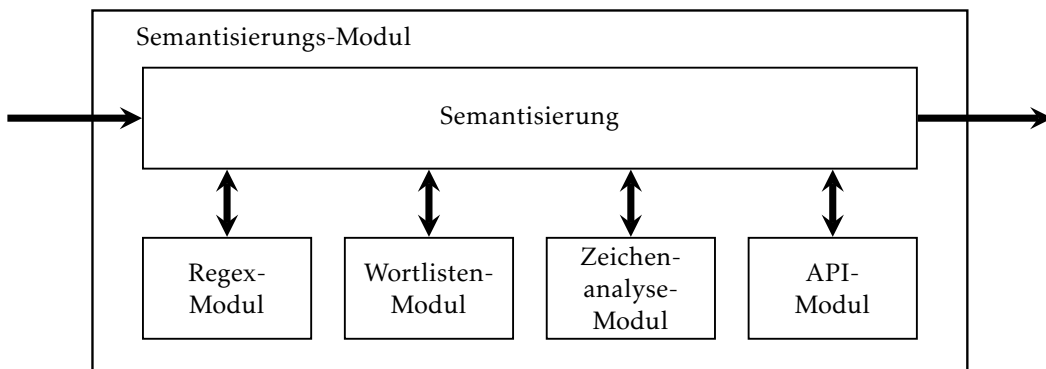 Semantisierungs-Modul
Semantisierung
Regex-
Modul
Wortlisten-
Modul
Zeichen-
analyse-
Modul
API-
Modul